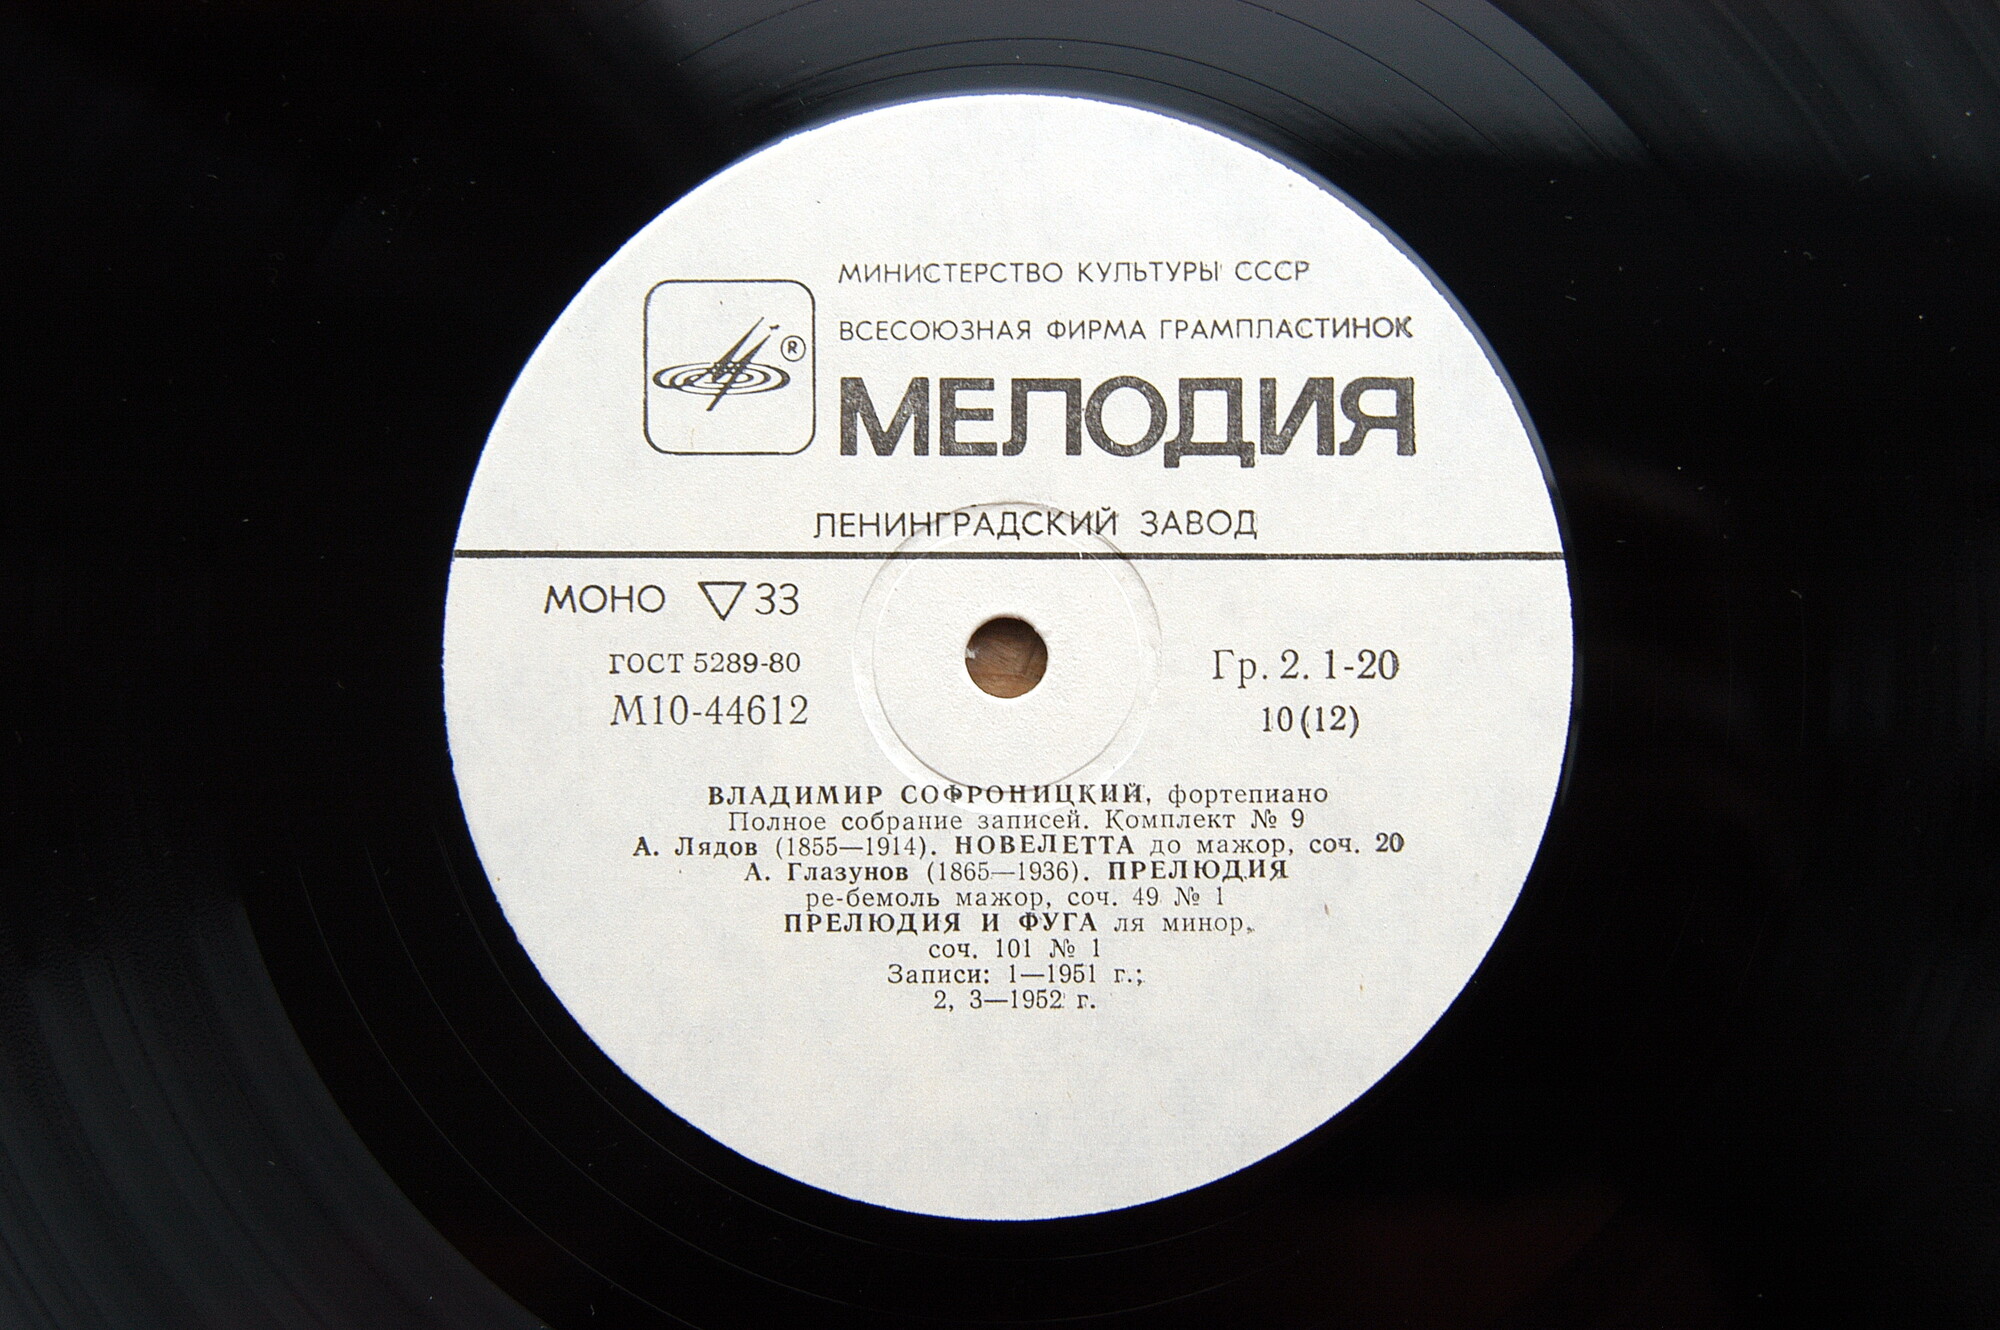 МИНИСТЕРСТВО КУЛЬТУРЫ СССР
ВСЕСОЮЗНАЯ ФИРМА ГРАМПЛАСТИНОК
®
МЕЛОДИЯ
ЛЕНИНГРАДСКИЙ ЗАВОД
МОНО ▽ 33
ГОСТ 5289-80
М10-44612
Гр. 2. 1-20
10(12)
ВЛАДИМИР СОФРОНИЦКИЙ, фортепиано
Полное собрание записей. Комплект № 9
А. Лядов (1855—1914). НОВЕЛЕТТА до мажор, соч. 20
А. Глазунов (1865—1936). ПРЕЛЮДИЯ
ре-бемоль мажор, соч. 49 № 1
ПРЕЛЮДИЯ И ФУГА ля минор,
соч. 101 № 1
Записи: 1—1951 г.;
2, 3—1952 г.